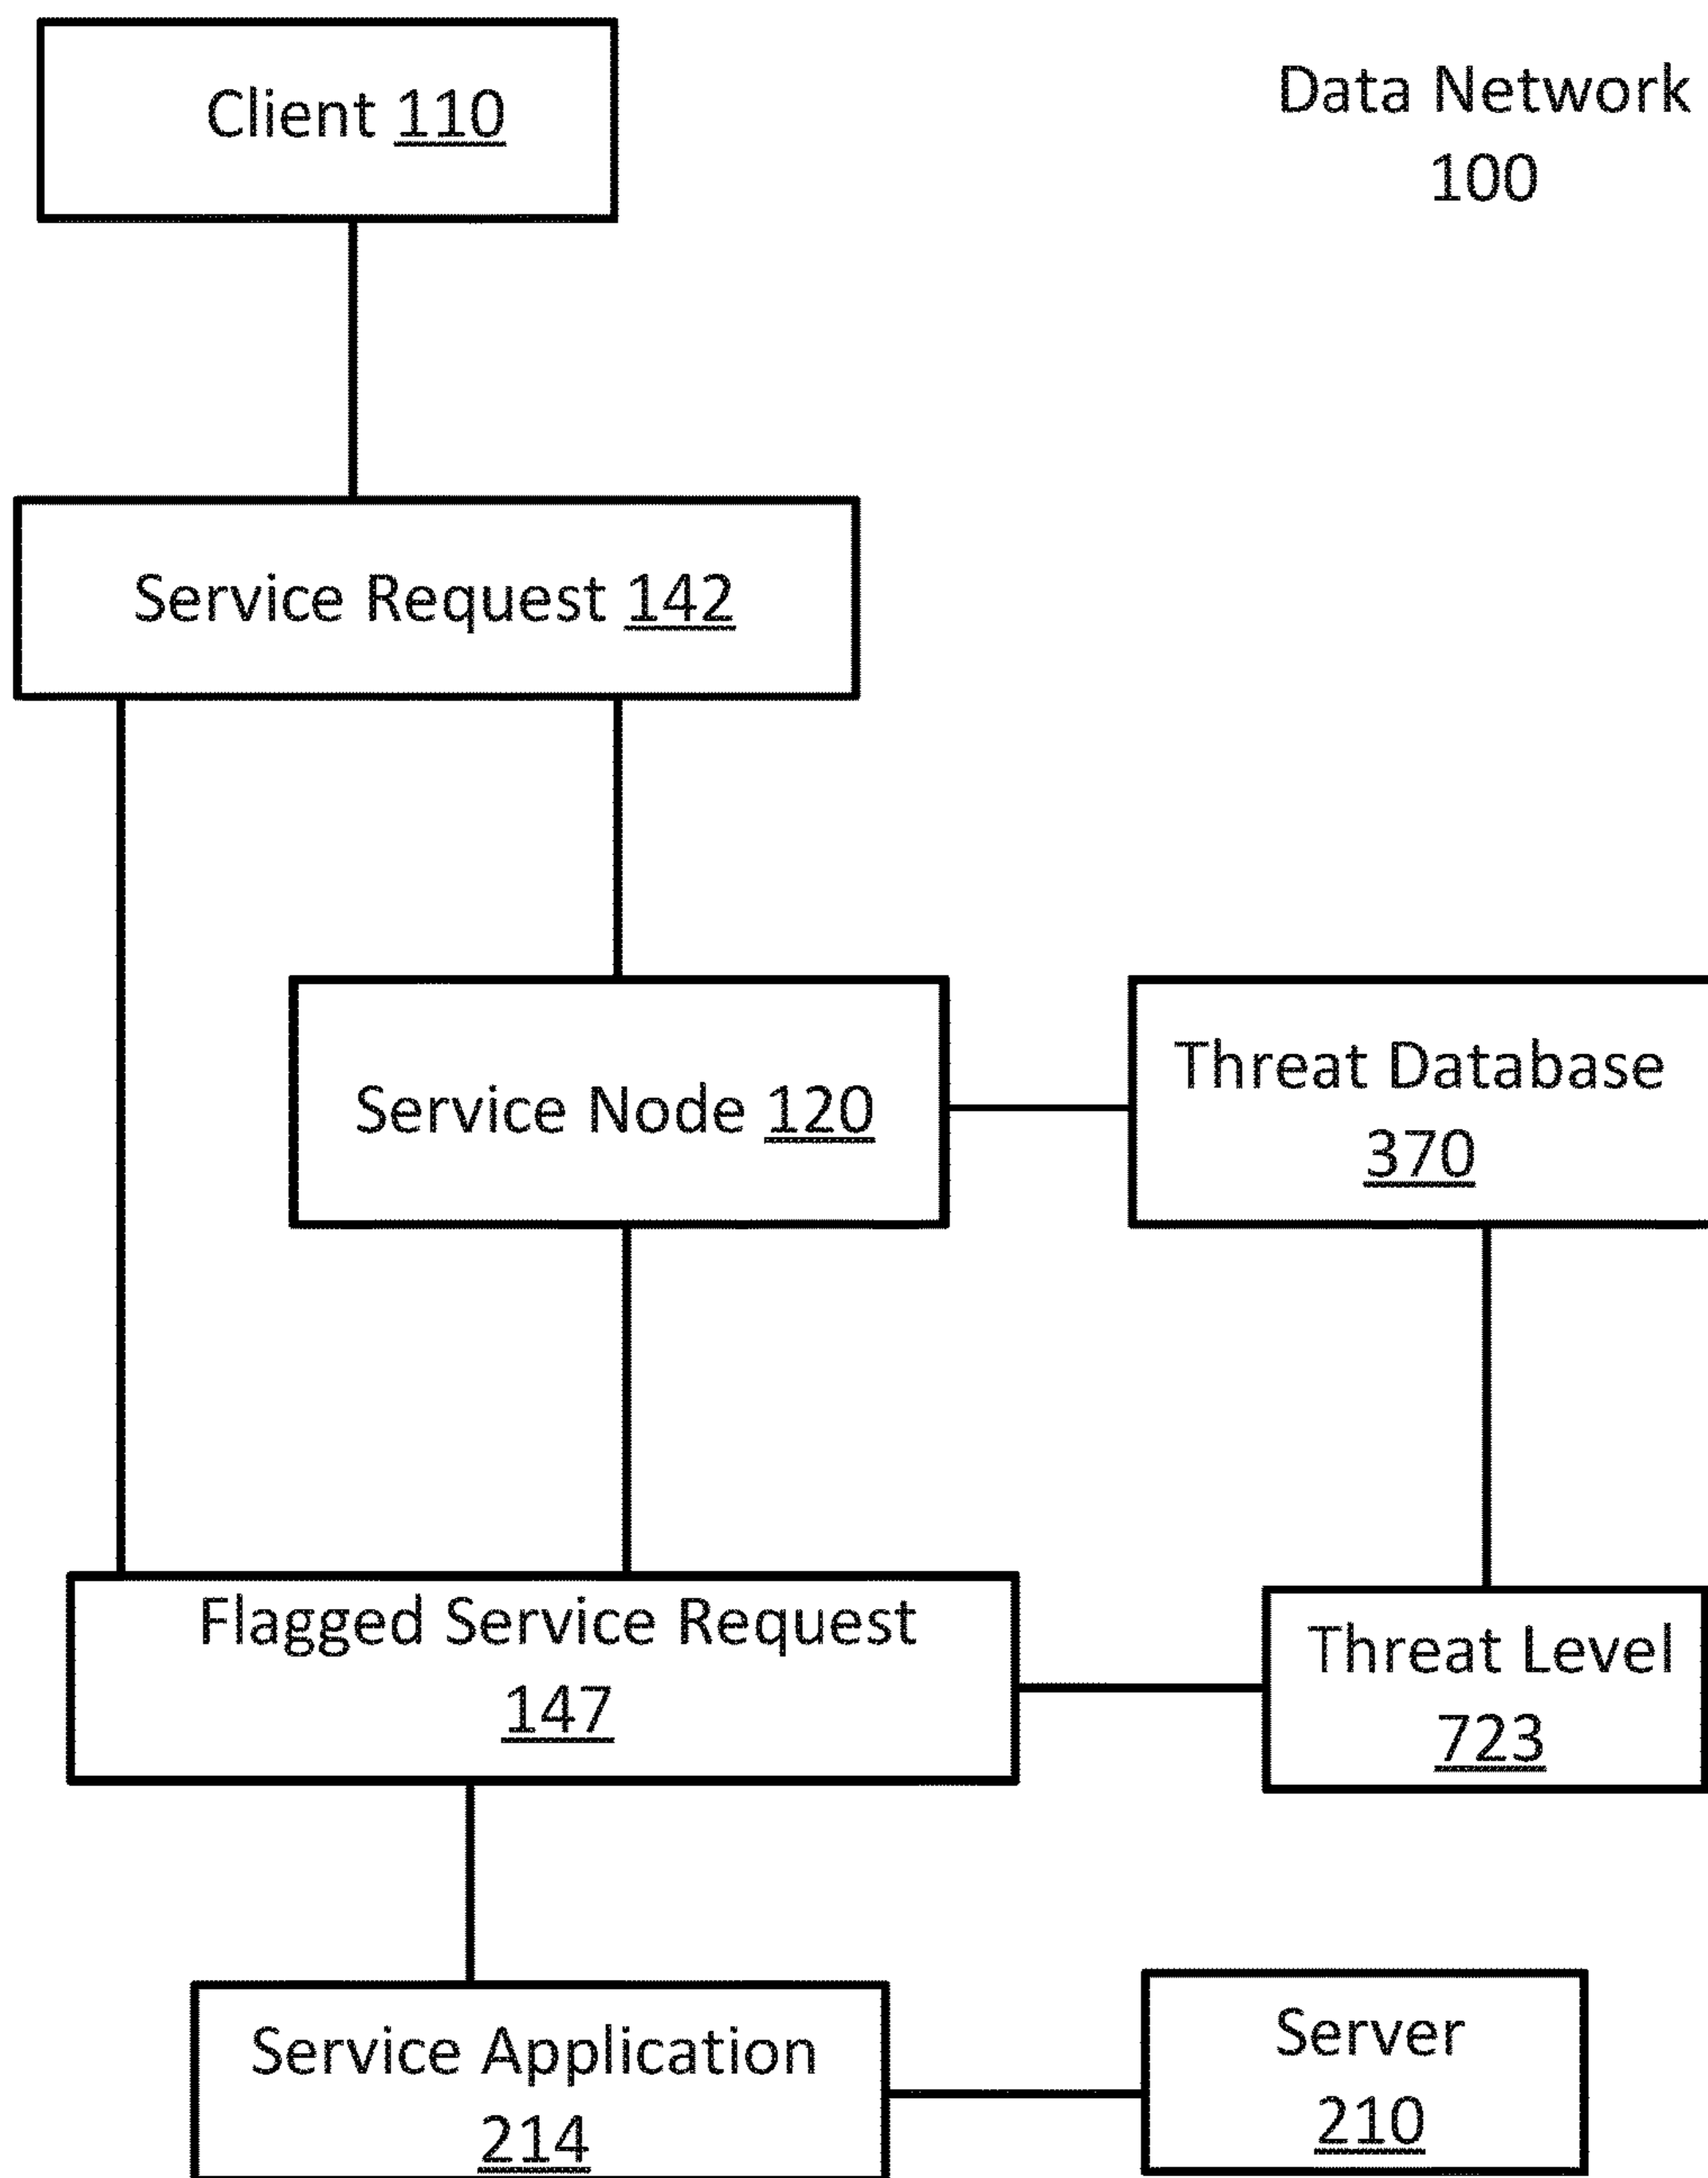 Client 110
Data Network
100
Service Request 142
Service Node 120
Threat Database
370
Flagged Service Request
147
Threat Level
723
Service Application
214
Server
210